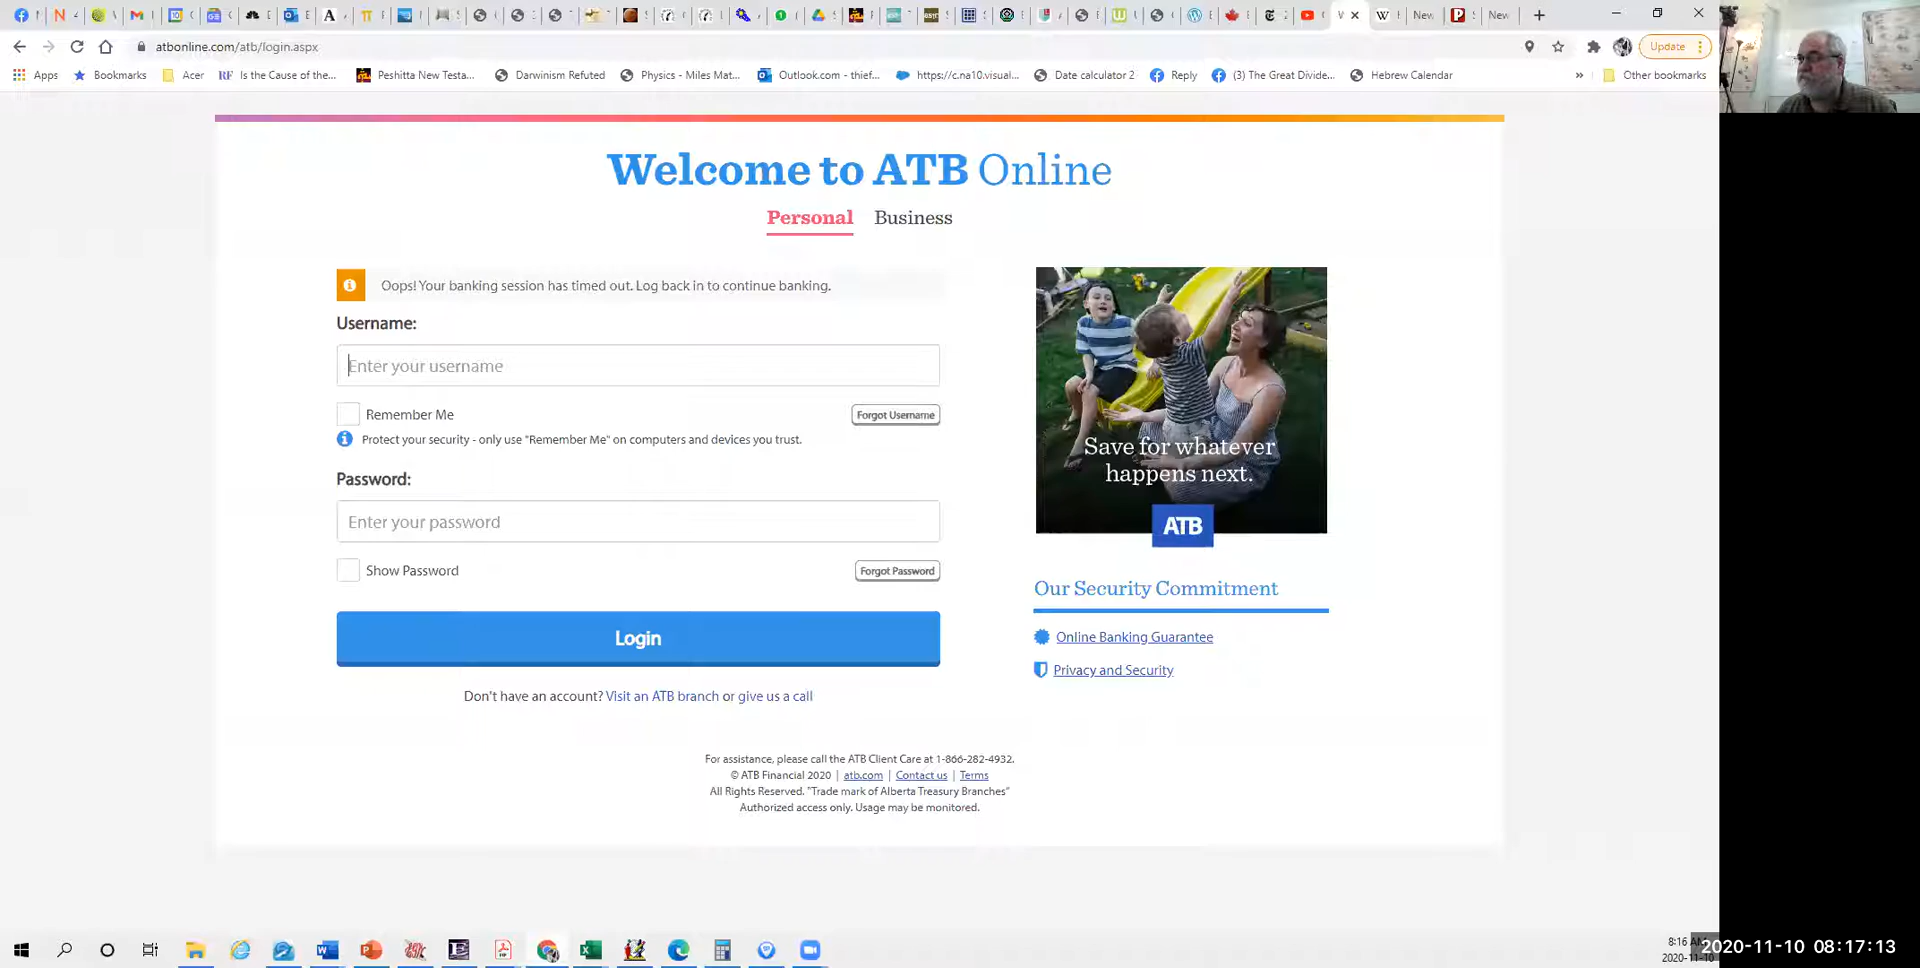 atbonline.com/atb/login.aspx
Update
Apps
Bookmarks
Acer
RF Is the Cause of the...
Peshitta New Testa...
Darwinism Refuted
Physics - Miles Mat...
Outlook.com - thief...
https://c.na10.visual...
Date calculator 2
Reply
(3) The Great Divide...
Hebrew Calendar
»
Other bookmarks
Welcome to ATB Online
Personal Business
Oops! Your banking session has timed out. Log back in to continue banking.
Username:
Enter your username
Remember Me
Forgot Username
Protect your security - only use "Remember Me" on computers and devices you trust.
Password:
Enter your password
Show Password
Forgot Password
Login
Don't have an account? Visit an ATB branch or give us a call
Save for whatever
happens next.
ATB
Our Security Commitment
Online Banking Guarantee
Privacy and Security
For assistance, please call the ATB Client Care at 1-866-282-4932.
© ATB Financial 2020 | atb.com | Contact us | Terms
All Rights Reserved. "Trade mark of Alberta Treasury Branches"
Authorized access only. Usage may be monitored.
8:16 AM
2020-11-10
2020-11-10 08:17:13